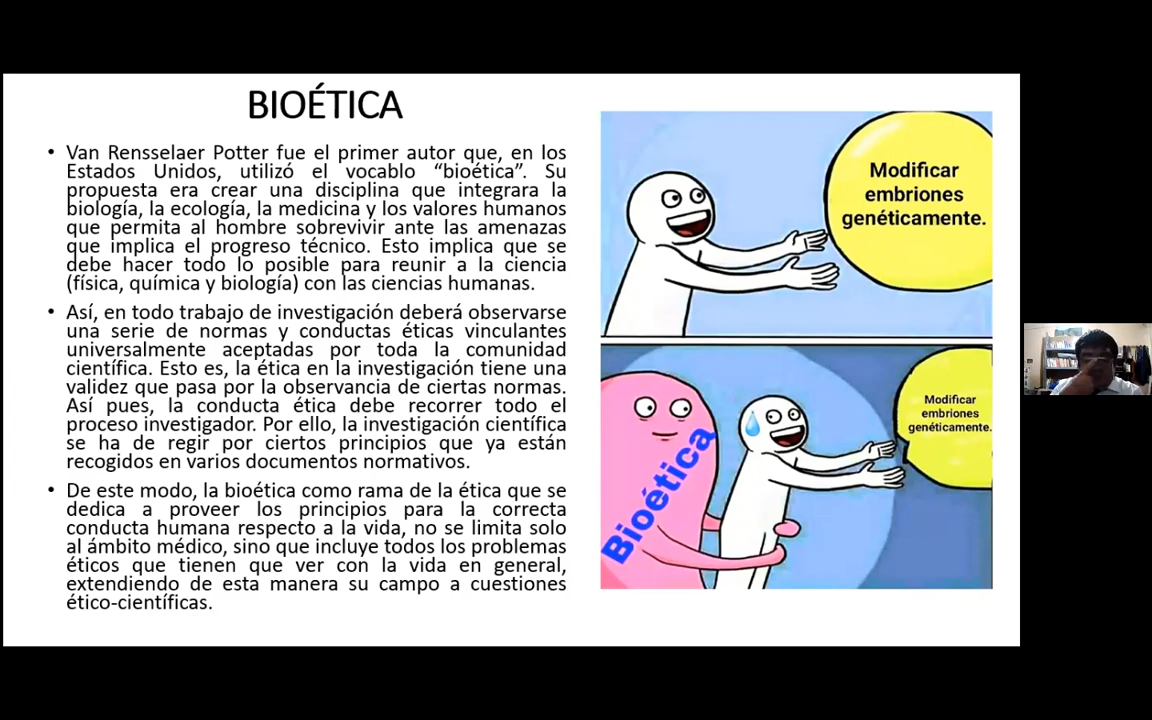 BIOÉTICA
• Van Rensselaer Potter fue el primer autor que, en los
Estados Unidos, utilizó el vocablo “bioética”. Su
propuesta era crear una disciplina que integrara la
biología, la ecología, la medicina y los valores humanos
que permita al hombre sobrevivir ante las amenazas
que implica el progreso técnico. Esto implica que se
debe hacer todo lo posible para reunir a la ciencia
(física, química y biología) con las ciencias humanas.
• Así, en todo trabajo de investigación deberá observarse
una serie de normas y conductas éticas vinculantes
universalmente aceptadas por toda la comunidad
científica. Esto es, la ética en la investigación tiene una
validez que pasa por la observancia de ciertas normas.
Así pues, la conducta ética debe recorrer todo el
proceso investigador. Por ello, la investigación científica
se ha de regir por ciertos principios que ya están
recogidos en varios documentos normativos.
• De este modo, la bioética como rama de la ética que se
dedica a proveer los principios para la correcta
conducta humana respecto a la vida, no se limita solo
al ámbito médico, sino que incluye todos los problemas
éticos que tienen que ver con la vida en general,
extendiendo de esta manera su campo a cuestiones
ético-científicas.
Modificar
embriones
genéticamente.
Modificar
embriones
genéticamente.
Bioética